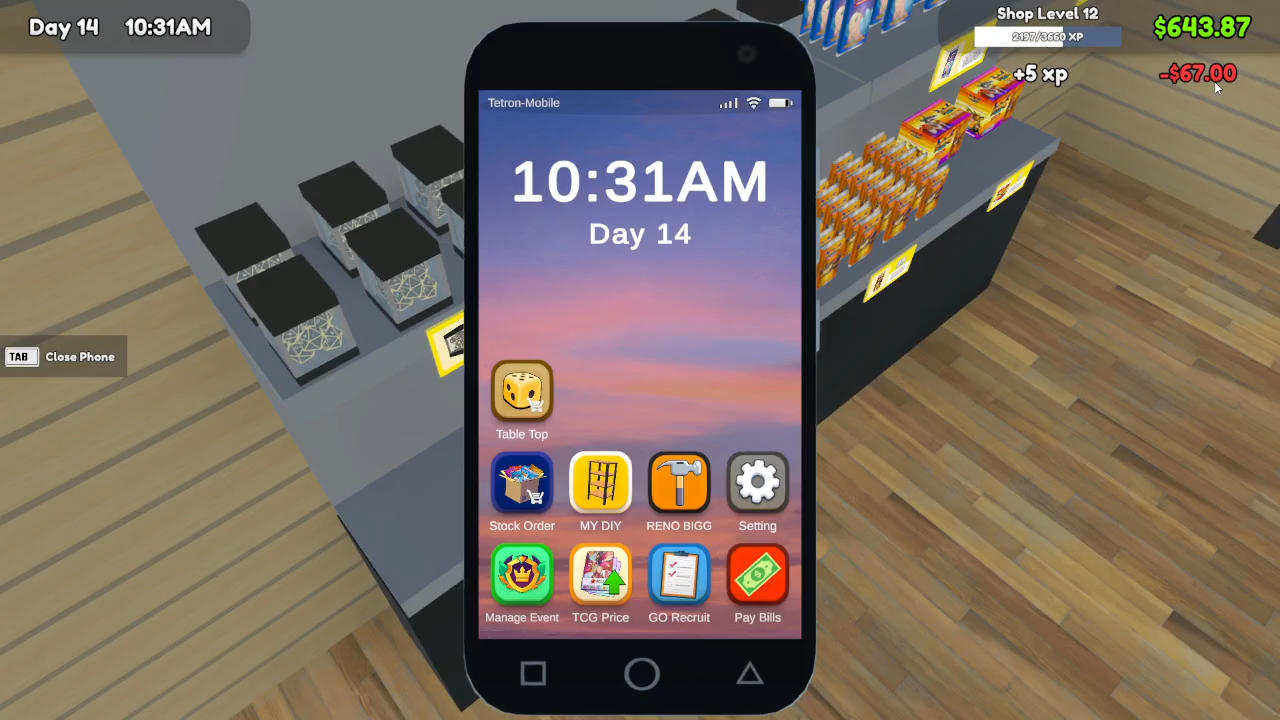 Day 14 10:31AM
Shop Level 12
2197/3660 XP
$643.87
+5 xp
-$67.00
Tetron-Mobile
10:31AM
Day 14
TAB Close Phone
Table Top
Stock Order MY DIY RENO BIGG Setting
Manage Event TCG Price GO Recruit Pay Bills